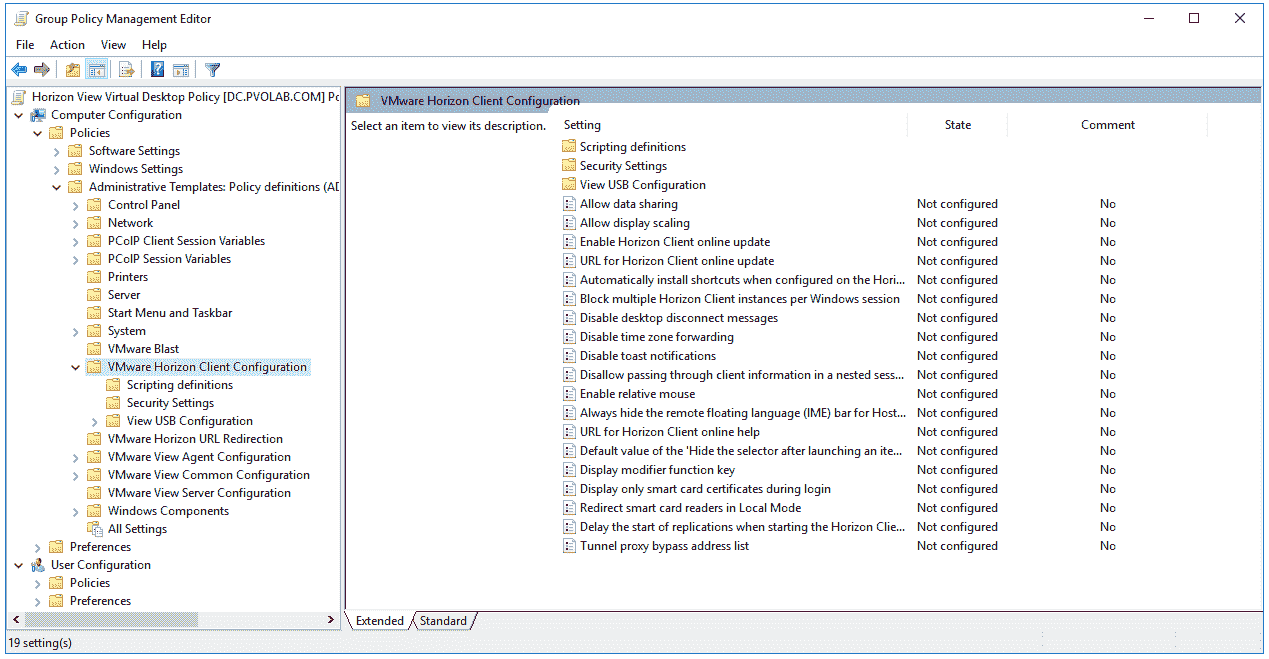 Group Policy Management Editor
File Action View Help
Horizon View Virtual Desktop Policy [DC.PVOLAB.COM] Po
Computer Configuration
Policies
Software Settings
Windows Settings
Administrative Templates: Policy definitions (AD
Control Panel
Network
PCoIP Client Session Variables
PCoIP Session Variables
Printers
Server
Start Menu and Taskbar
System
VMware Blast
VMware Horizon Client Configuration
Scripting definitions
Security Settings
View USB Configuration
VMware Horizon URL Redirection
VMware View Agent Configuration
VMware View Common Configuration
VMware View Server Configuration
Windows Components
All Settings
Preferences
User Configuration
Policies
Preferences
VMware Horizon Client Configuration
Select an item to view its description.
Setting State Comment
Scripting definitions
Security Settings
View USB Configuration
Allow data sharing Not configured No
Allow display scaling Not configured No
Enable Horizon Client online update Not configured No
URL for Horizon Client online update Not configured No
Automatically install shortcuts when configured on the Hori... Not configured No
Block multiple Horizon Client instances per Windows session Not configured No
Disable desktop disconnect messages Not configured No
Disable time zone forwarding Not configured No
Disable toast notifications Not configured No
Disallow passing through client information in a nested sess... Not configured No
Enable relative mouse Not configured No
Always hide the remote floating language (IME) bar for Host... Not configured No
URL for Horizon Client online help Not configured No
Default value of the 'Hide the selector after launching an ite... Not configured No
Display modifier function key Not configured No
Display only smart card certificates during login Not configured No
Redirect smart card readers in Local Mode Not configured No
Delay the start of replications when starting the Horizon Clie... Not configured No
Tunnel proxy bypass address list Not configured No
Extended Standard
19 setting(s)